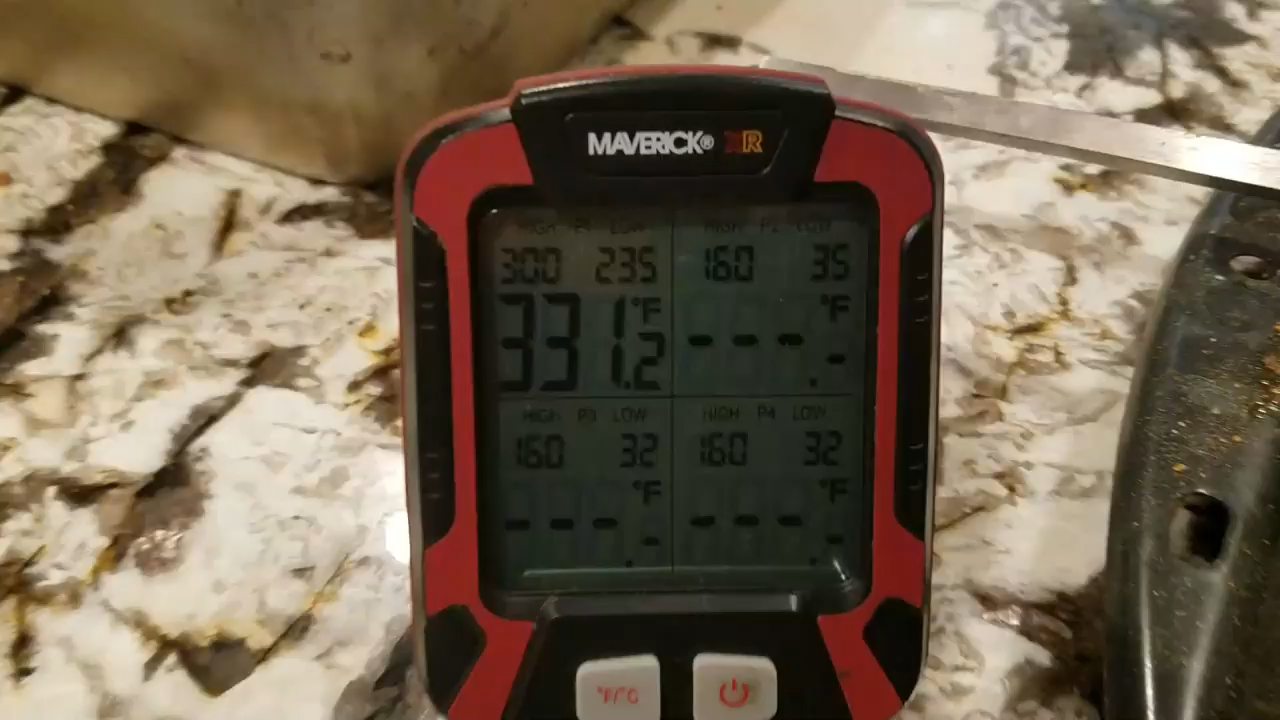 MAVERICK® XR
HIGH P1 LOW
300 235
331.2 °F
HIGH P2 LOW
160 35
---.- °F
HIGH P3 LOW
160 32
---.- °F
HIGH P4 LOW
160 32
---.- °F
°F/°C